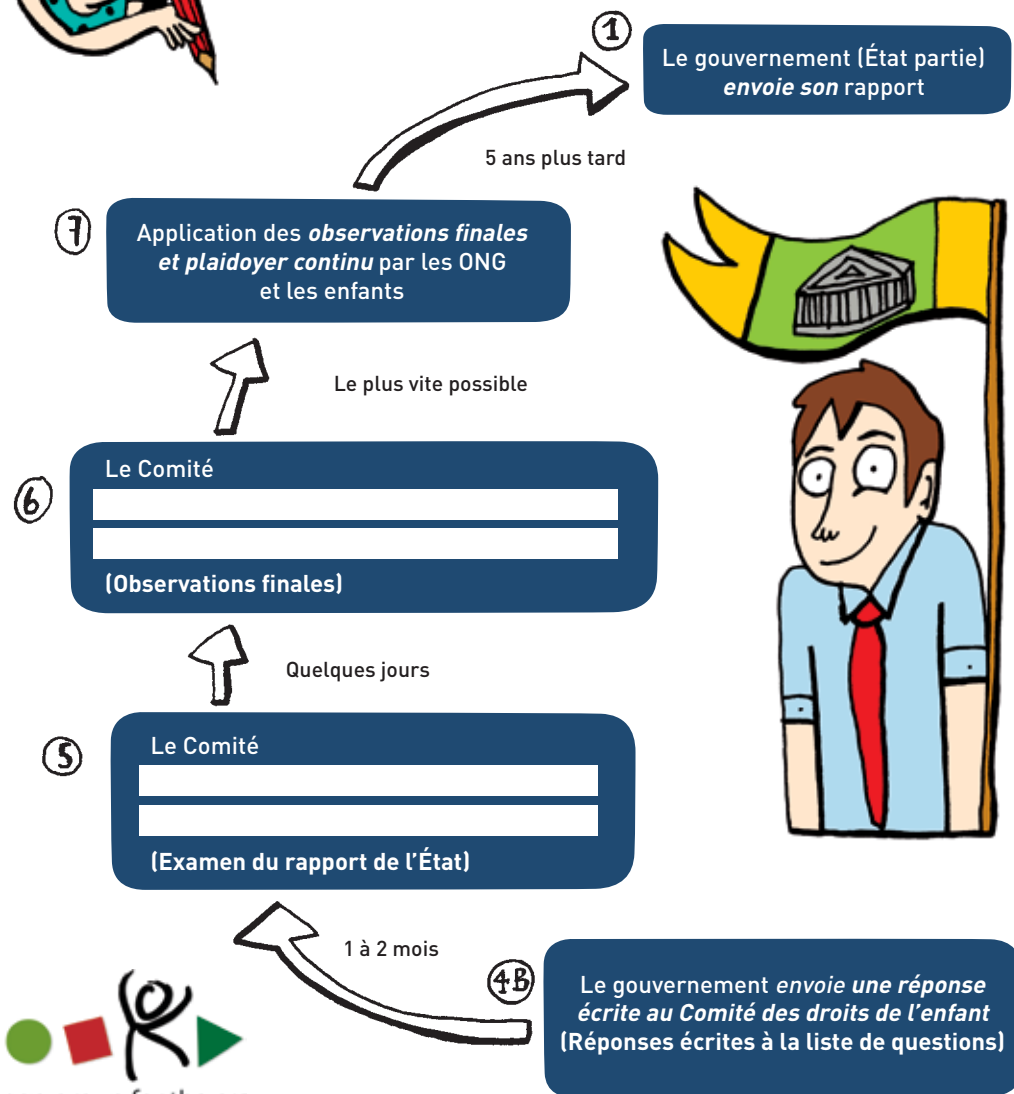 1
Le gouvernement (État partie)
envoie son rapport
5 ans plus tard
7
Application des observations finales
et plaidoyer continu par les ONG
et les enfants
Le plus vite possible
6
Le Comité
(Observations finales)
Quelques jours
5
Le Comité
(Examen du rapport de l'État)
1 à 2 mois
4B
Le gouvernement envoie une réponse
écrite au Comité des droits de l'enfant
(Réponses écrites à la liste de questions)